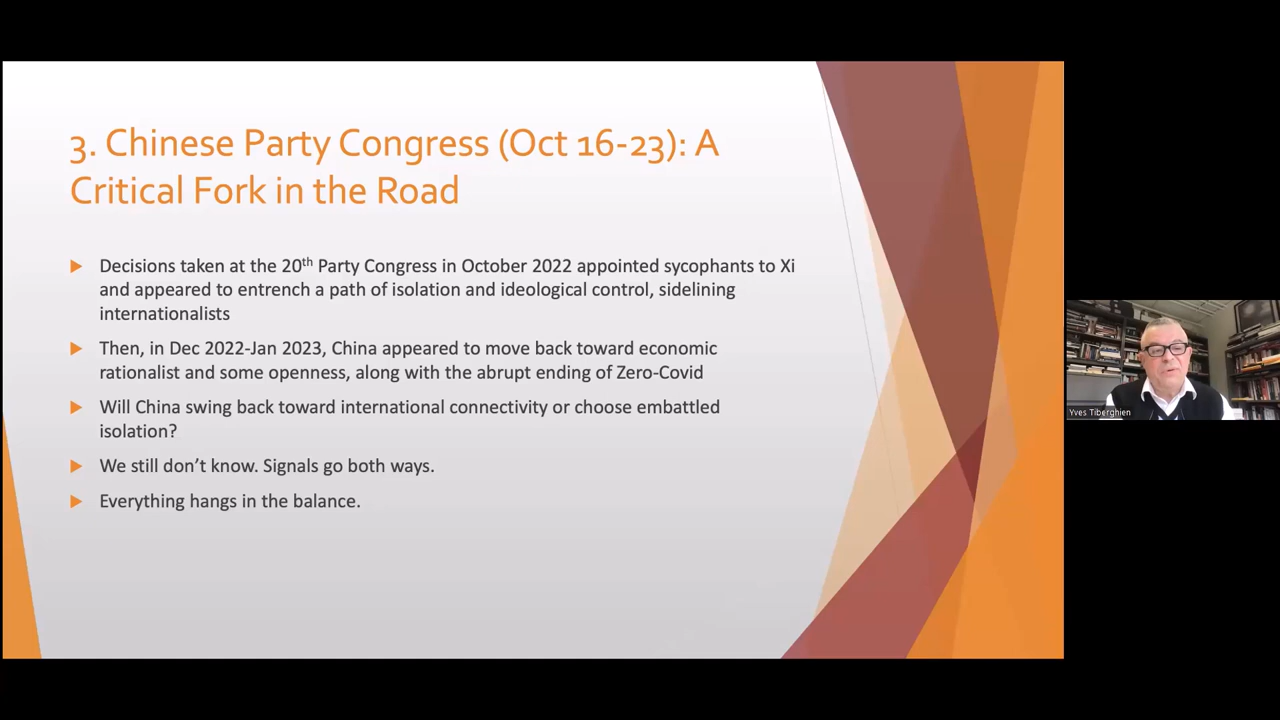 3. Chinese Party Congress (Oct 16-23): A
Critical Fork in the Road
Decisions taken at the 20th Party Congress in October 2022 appointed sycophants to Xi
and appeared to entrench a path of isolation and ideological control, sidelining
internationalists
Then, in Dec 2022-Jan 2023, China appeared to move back toward economic
rationalist and some openness, along with the abrupt ending of Zero-Covid
Will China swing back toward international connectivity or choose embattled
isolation?
We still don’t know. Signals go both ways.
Everything hangs in the balance.
Yves Tiberghien